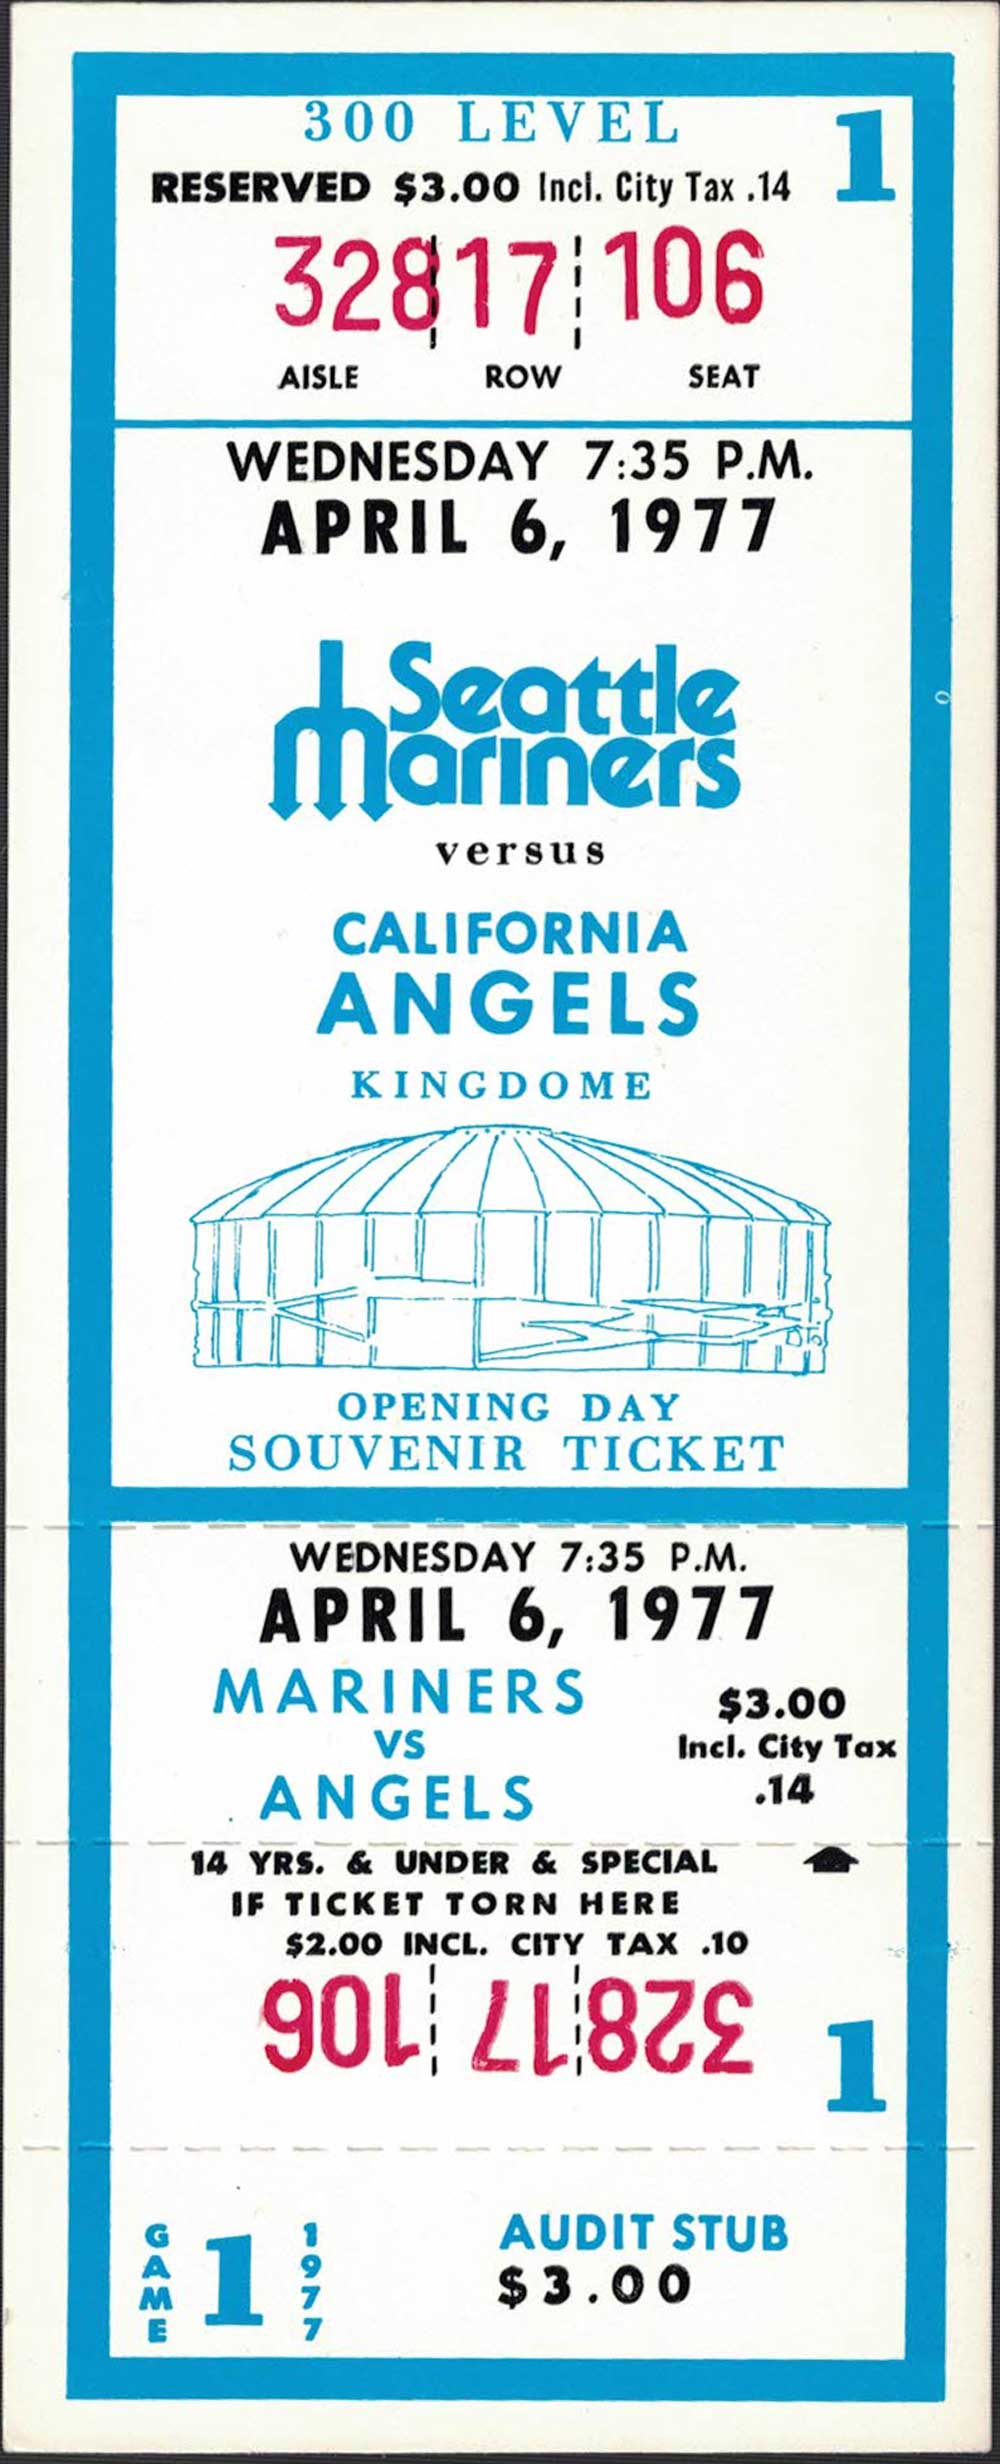 300 LEVEL 1
RESERVED $3.00 Incl. City Tax .14
328 17 106
AISLE ROW SEAT
WEDNESDAY 7:35 P.M.
APRIL 6, 1977
Seattle
Mariners
versus
CALIFORNIA
ANGELS
KINGDOME
OPENING DAY
SOUVENIR TICKET
WEDNESDAY 7:35 P.M.
APRIL 6, 1977
MARINERS
VS
ANGELS
$3.00
Incl. City Tax
.14
14 YRS. & UNDER & SPECIAL
IF TICKET TORN HERE
$2.00 INCL. CITY TAX .10
328 17 106
1
GAME 1 1977
AUDIT STUB
$3.00